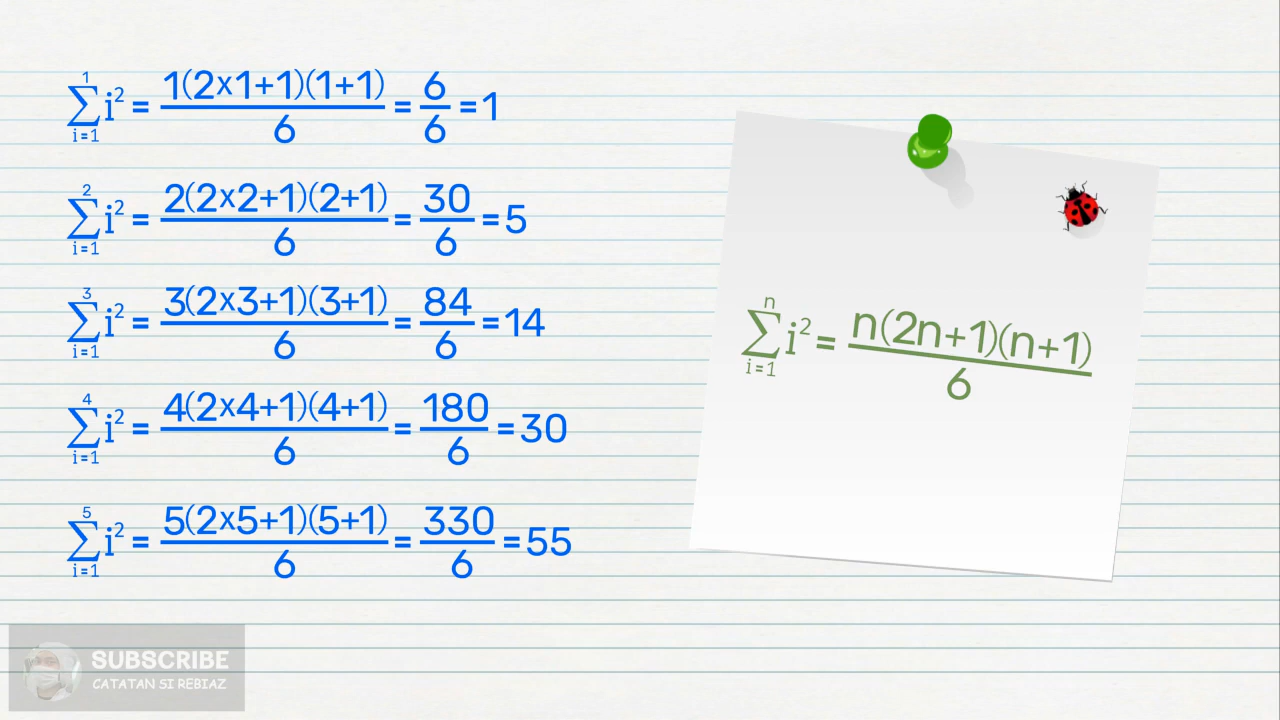 ∑_{i=1}^{1} i² = 1(2x1+1)(1+1)/6 = 6/6 = 1
∑_{i=1}^{2} i² = 2(2x2+1)(2+1)/6 = 30/6 = 5
∑_{i=1}^{3} i² = 3(2x3+1)(3+1)/6 = 84/6 = 14
∑_{i=1}^{4} i² = 4(2x4+1)(4+1)/6 = 180/6 = 30
∑_{i=1}^{5} i² = 5(2x5+1)(5+1)/6 = 330/6 = 55
∑_{i=1}^{n} i² = n(2n+1)(n+1)/6
SUBSCRIBE
CATATAN SI REBIAZ